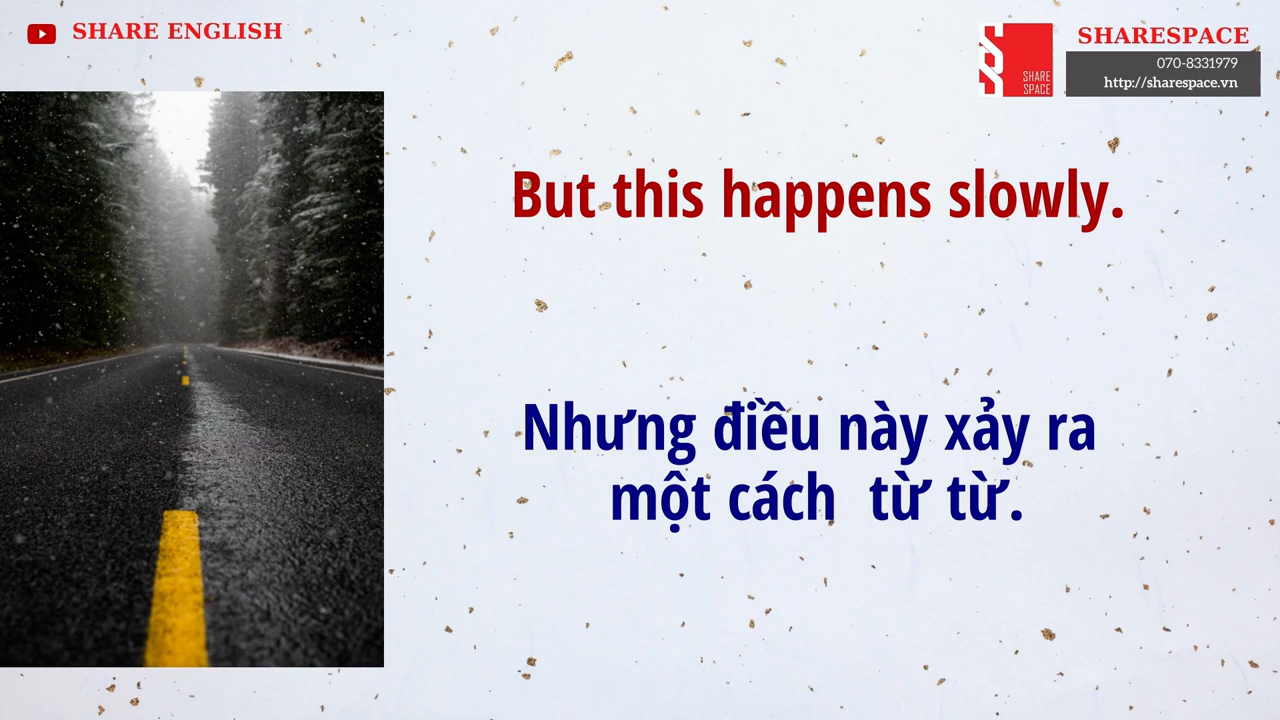 SHARE ENGLISH
SHARESPACE
070-8331979
http://sharespace.vn
SHARE
SPACE
But this happens slowly.
Nhưng điều này xảy ra
một cách  từ từ.